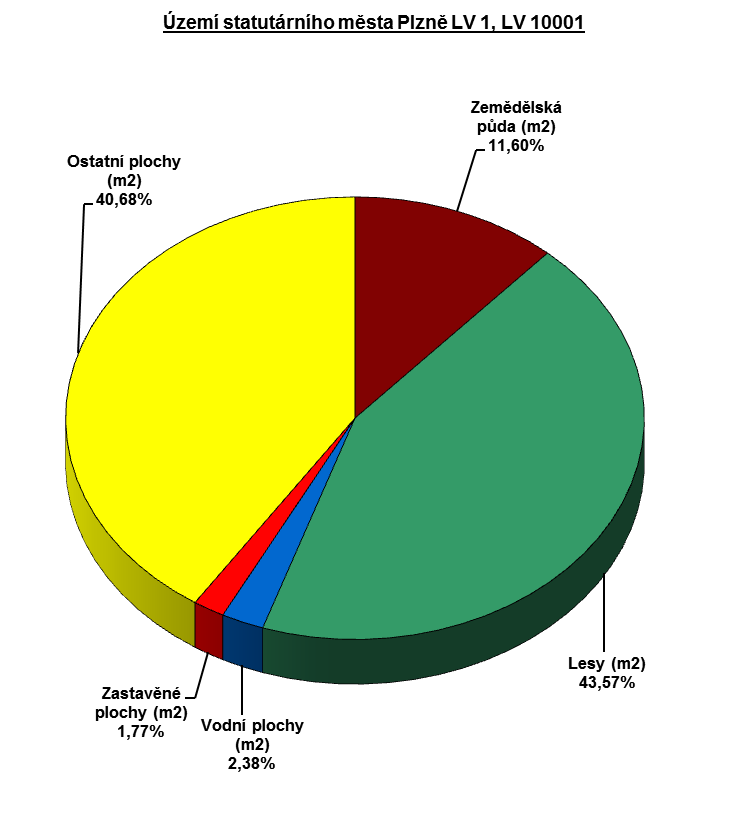 Území statutárního města Plzně LV 1, LV 10001
Zemědělská
půda (m2)
11,60%
Ostatní plochy
(m2)
40,68%
Lesy (m2)
43,57%
Zastavěné
plochy (m2)
1,77%
Vodní plochy
(m2)
2,38%